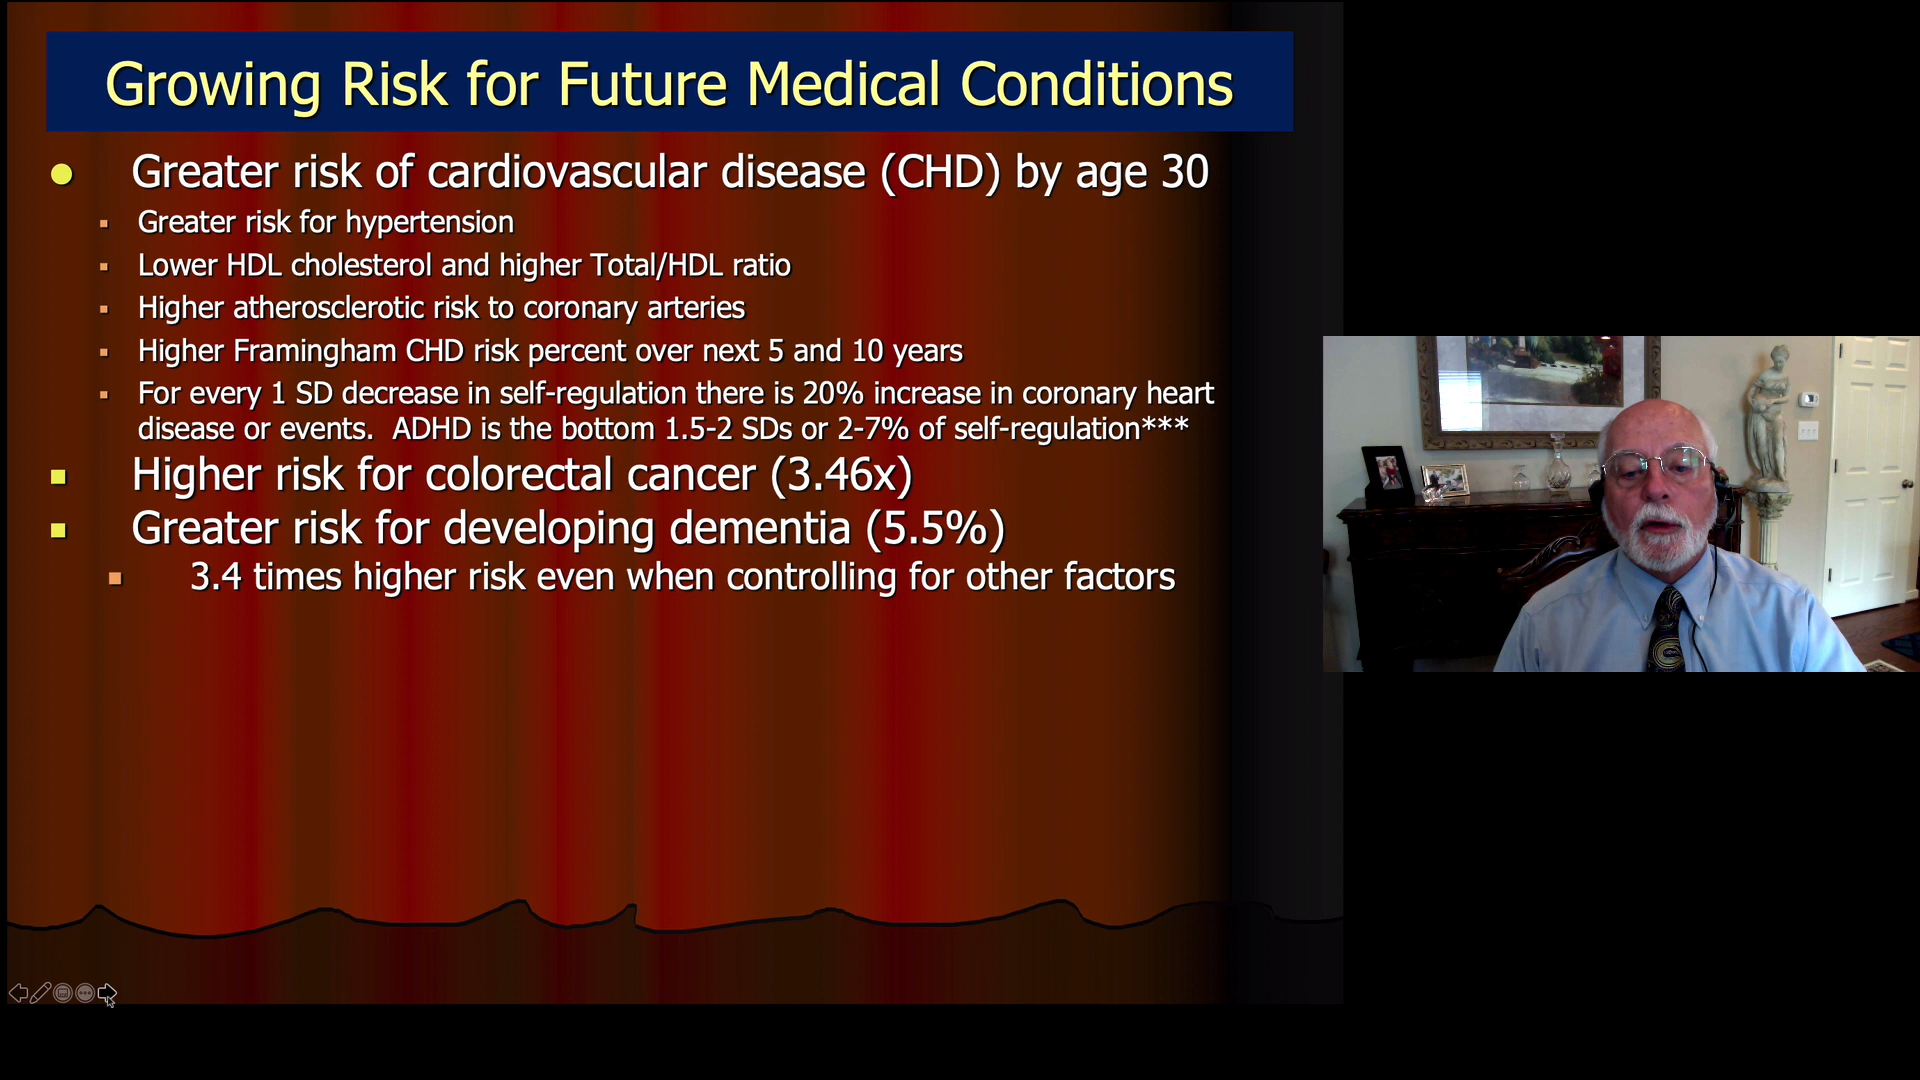 Growing Risk for Future Medical Conditions
Greater risk of cardiovascular disease (CHD) by age 30
Greater risk for hypertension
Lower HDL cholesterol and higher Total/HDL ratio
Higher atherosclerotic risk to coronary arteries
Higher Framingham CHD risk percent over next 5 and 10 years
For every 1 SD decrease in self-regulation there is 20% increase in coronary heart
disease or events.  ADHD is the bottom 1.5-2 SDs or 2-7% of self-regulation***
Higher risk for colorectal cancer (3.46x)
Greater risk for developing dementia (5.5%)
3.4 times higher risk even when controlling for other factors